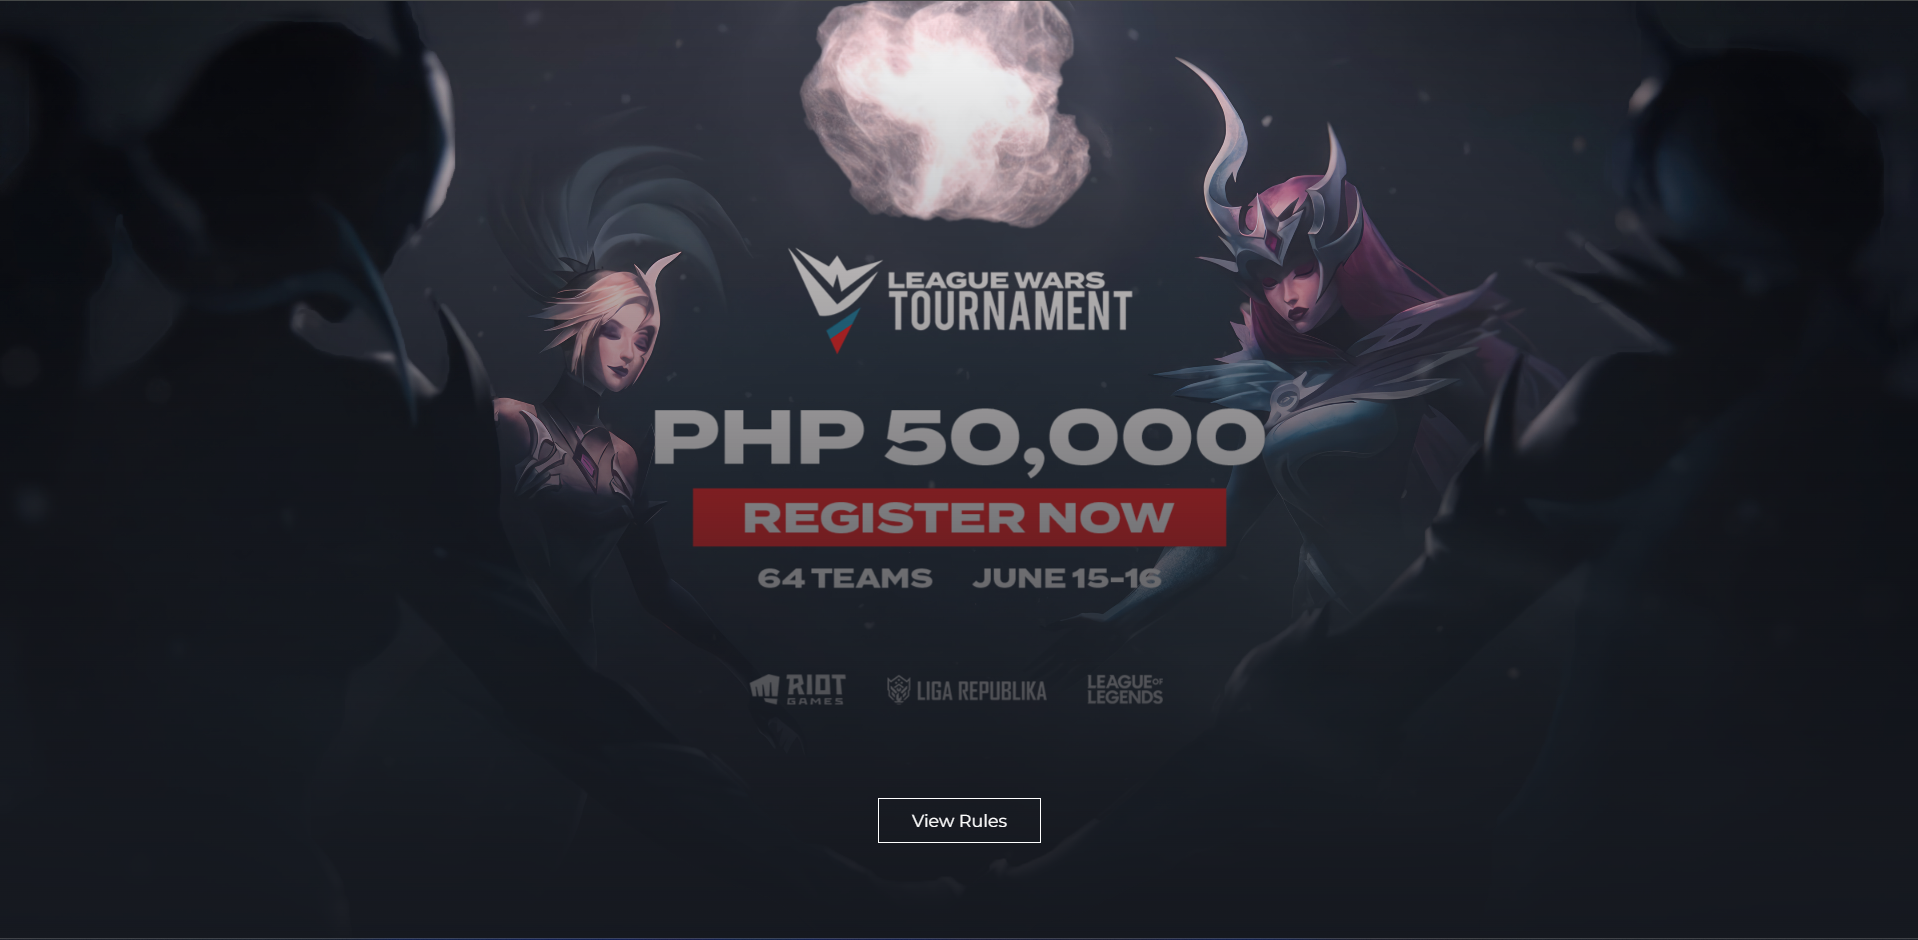 LEAGUE WARS
TOURNAMENT
PHP 50,000
REGISTER NOW
64 TEAMS JUNE 15-16
RIOT GAMES LIGA REPUBLIKA LEAGUE OF LEGENDS
View Rules